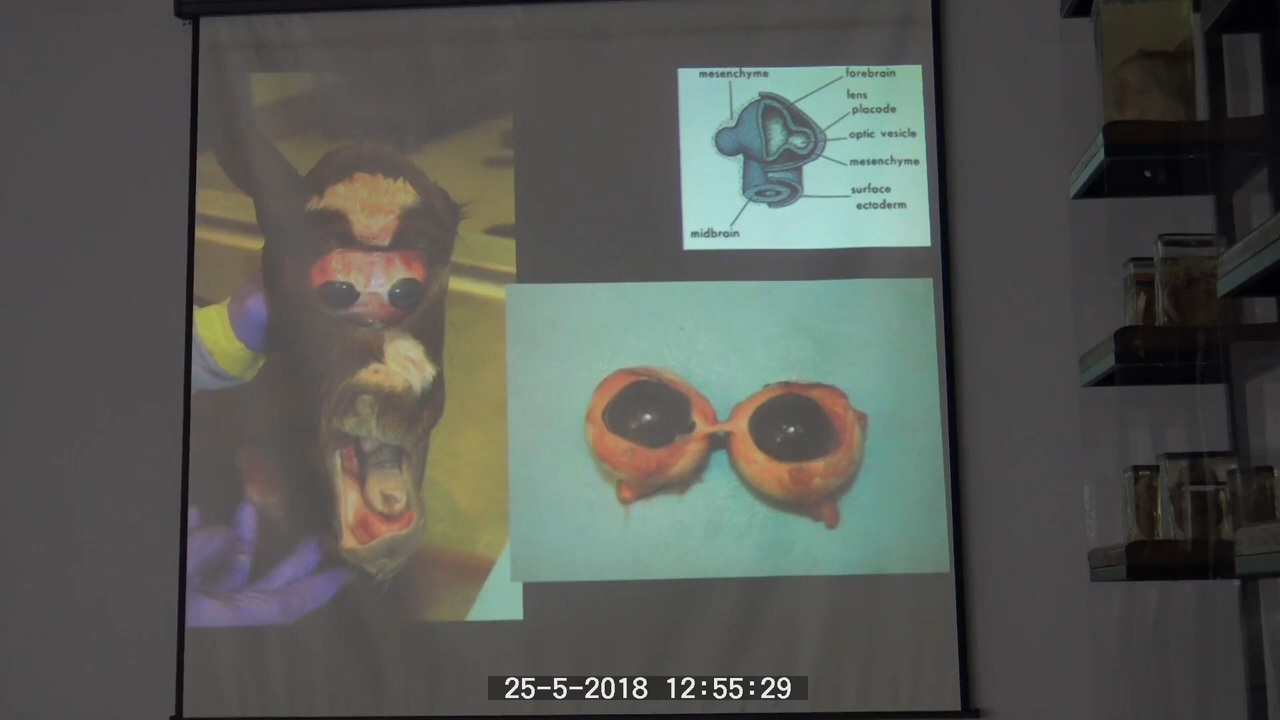 mesenchyme
forebrain
lens
placode
optic vesicle
mesenchyme
surface
ectoderm
midbrain
25-5-2018 12:55:29